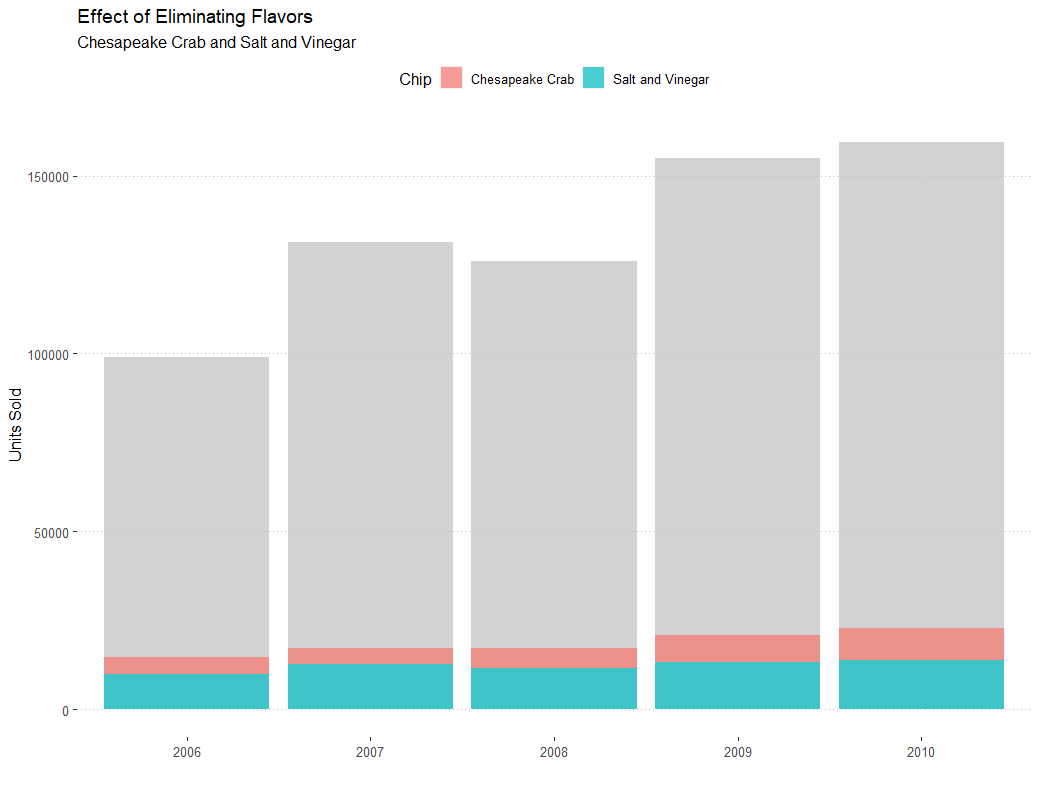 Effect of Eliminating Flavors
Chesapeake Crab and Salt and Vinegar
Chip Chesapeake Crab Salt and Vinegar
150000
100000
50000
0
Units Sold
2006 2007 2008 2009 2010